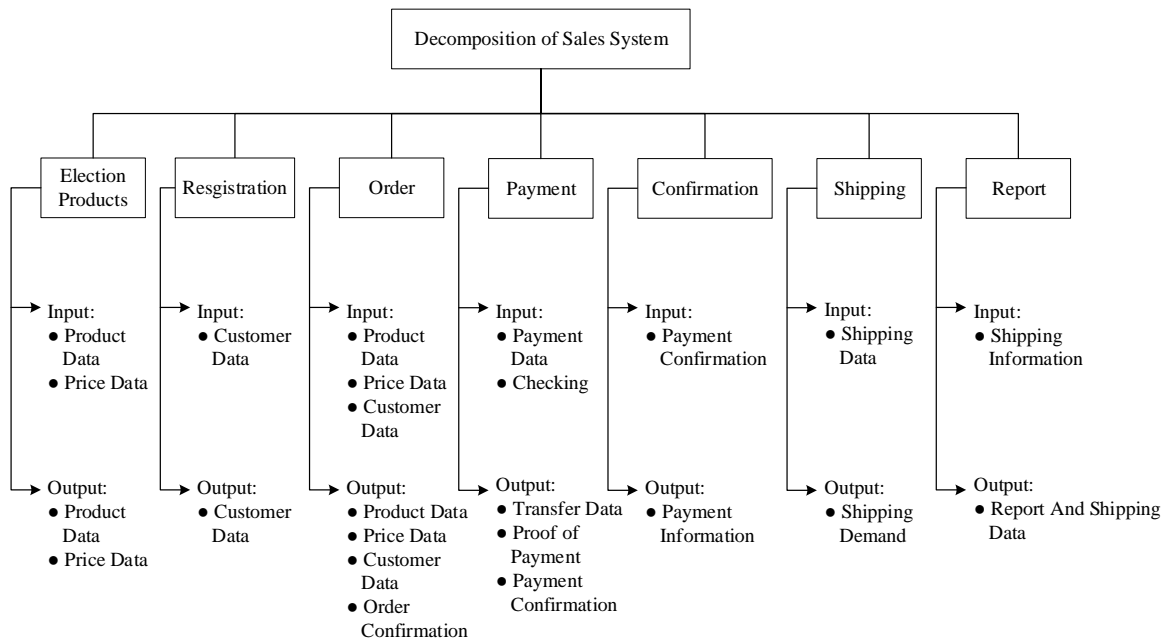 Decomposition of Sales System
Election
Products
Resgistration
Order
Payment
Confirmation
Shipping
Report
Input:
● Product
Data
● Price Data
Output:
● Product
Data
● Price Data
Input:
● Customer
Data
Output:
● Customer
Data
Input:
● Product
Data
● Price Data
● Customer
Data
Output:
● Product Data
● Price Data
● Customer
Data
● Order
Confirmation
Input:
● Payment
Data
● Checking
Output:
● Transfer Data
● Proof of
Payment
● Payment
Confirmation
Input:
● Payment
Confirmation
Output:
● Payment
Information
Input:
● Shipping
Data
Output:
● Shipping
Demand
Input:
● Shipping
Information
Output:
● Report And Shipping
Data